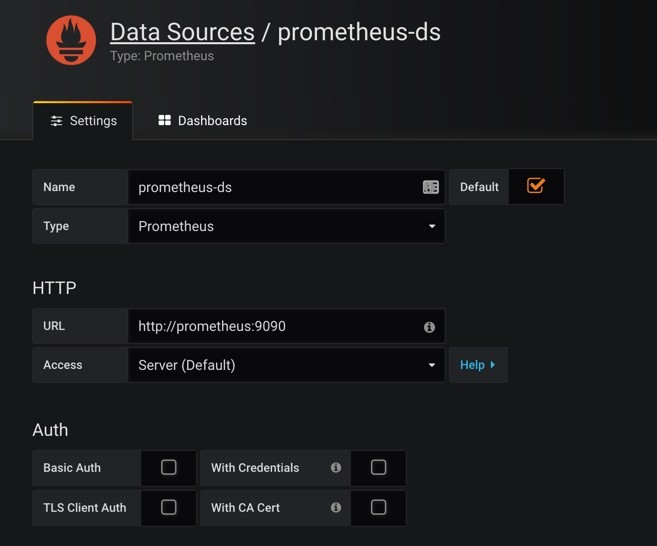 Data Sources / prometheus-ds
Type: Prometheus
Settings Dashboards
Name prometheus-ds Default
Type Prometheus
HTTP
URL http://prometheus:9090
Access Server (Default) Help
Auth
Basic Auth With Credentials
TLS Client Auth With CA Cert